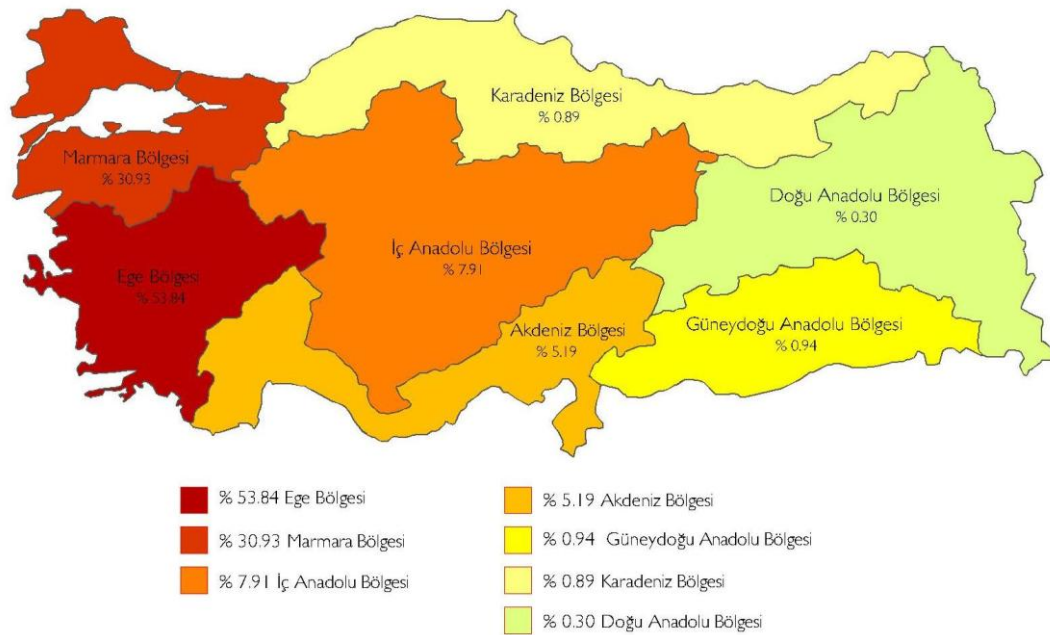 Karadeniz Bölgesi
% 0.89
Marmara Bölgesi
% 30.93
Doğu Anadolu Bölgesi
% 0.30
İç Anadolu Bölgesi
% 7.91
Ege Bölgesi
% 53.84
Akdeniz Bölgesi
% 5.19
Güneydoğu Anadolu Bölgesi
% 0.94
% 53.84 Ege Bölgesi
% 30.93 Marmara Bölgesi
% 7.91 İç Anadolu Bölgesi
% 5.19 Akdeniz Bölgesi
% 0.94 Güneydoğu Anadolu Bölgesi
% 0.89 Karadeniz Bölgesi
% 0.30 Doğu Anadolu Bölgesi